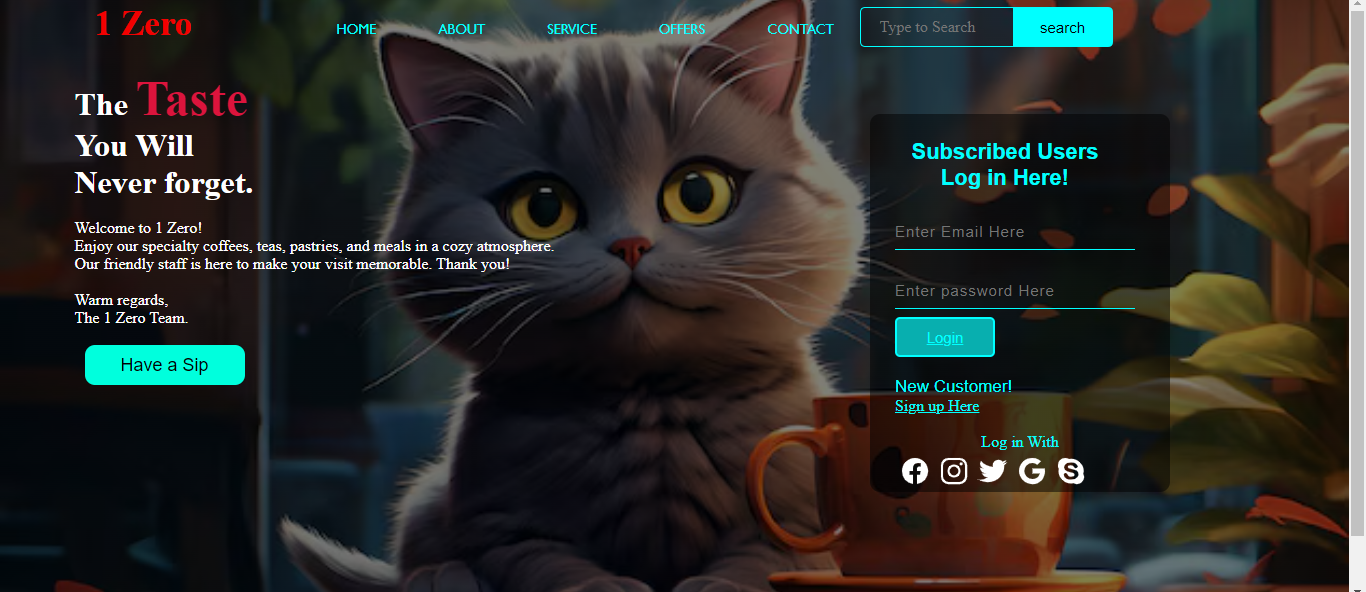 1 Zero
HOME ABOUT SERVICE OFFERS CONTACT Type to Search search
The Taste
You Will
Never forget.
Welcome to 1 Zero!
Enjoy our specialty coffees, teas, pastries, and meals in a cozy atmosphere.
Our friendly staff is here to make your visit memorable. Thank you!
Warm regards,
The 1 Zero Team.
Have a Sip
Subscribed Users
Log in Here!
Enter Email Here
Enter password Here
Login
New Customer!
Sign up Here
Log in With